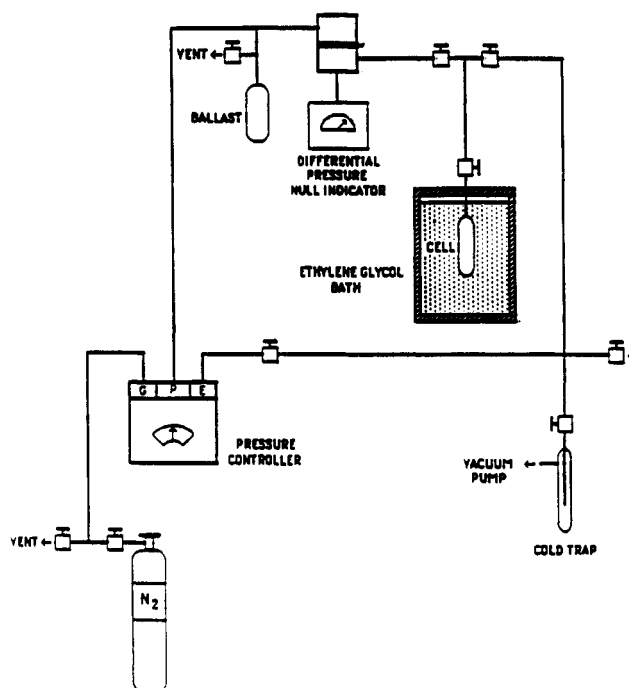 VENT
BALLAST
DIFFERENTIAL
PRESSURE
NULL INDICATOR
CELL
ETHYLENE GLYCOL
BATH
G P E
PRESSURE
CONTROLLER
VACUUM
PUMP
VENT
COLD TRAP
N2